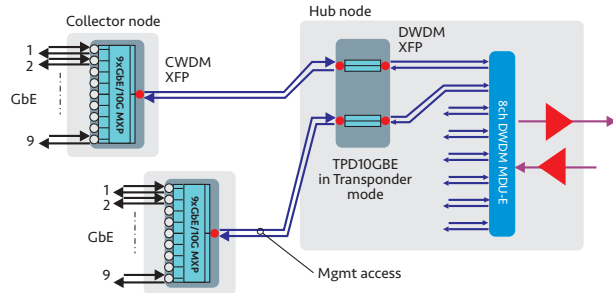 Collector node
Hub node
1
2
GbE
9
9xGbE/10G MXP
CWDM
XFP
DWDM
XFP
8ch DWDM MDU-E
TPD10GBE
in Transponder
mode
1
2
GbE
9
9xGbE/10G MXP
Mgmt access